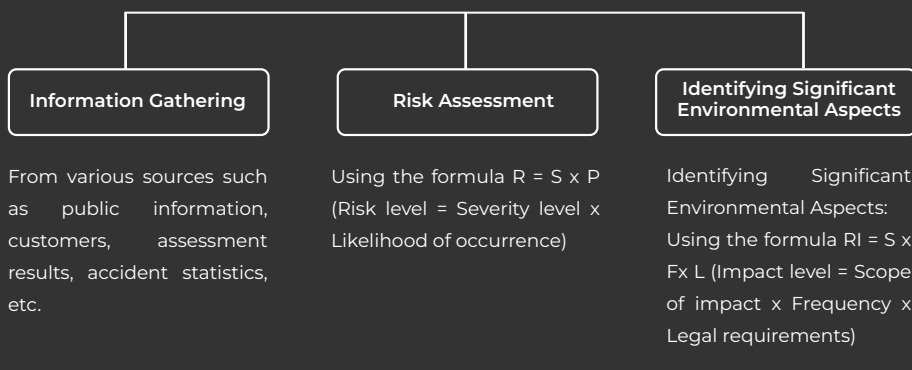 Information Gathering
From various sources such
as public information,
customers, assessment
results, accident statistics,
etc.
Risk Assessment
Using the formula R = S x P
(Risk level = Severity level x
Likelihood of occurrence)
Identifying Significant
Environmental Aspects
Identifying Significant
Environmental Aspects:
Using the formula RI = S x
Fx L (Impact level = Scope
of impact x Frequency x
Legal requirements)